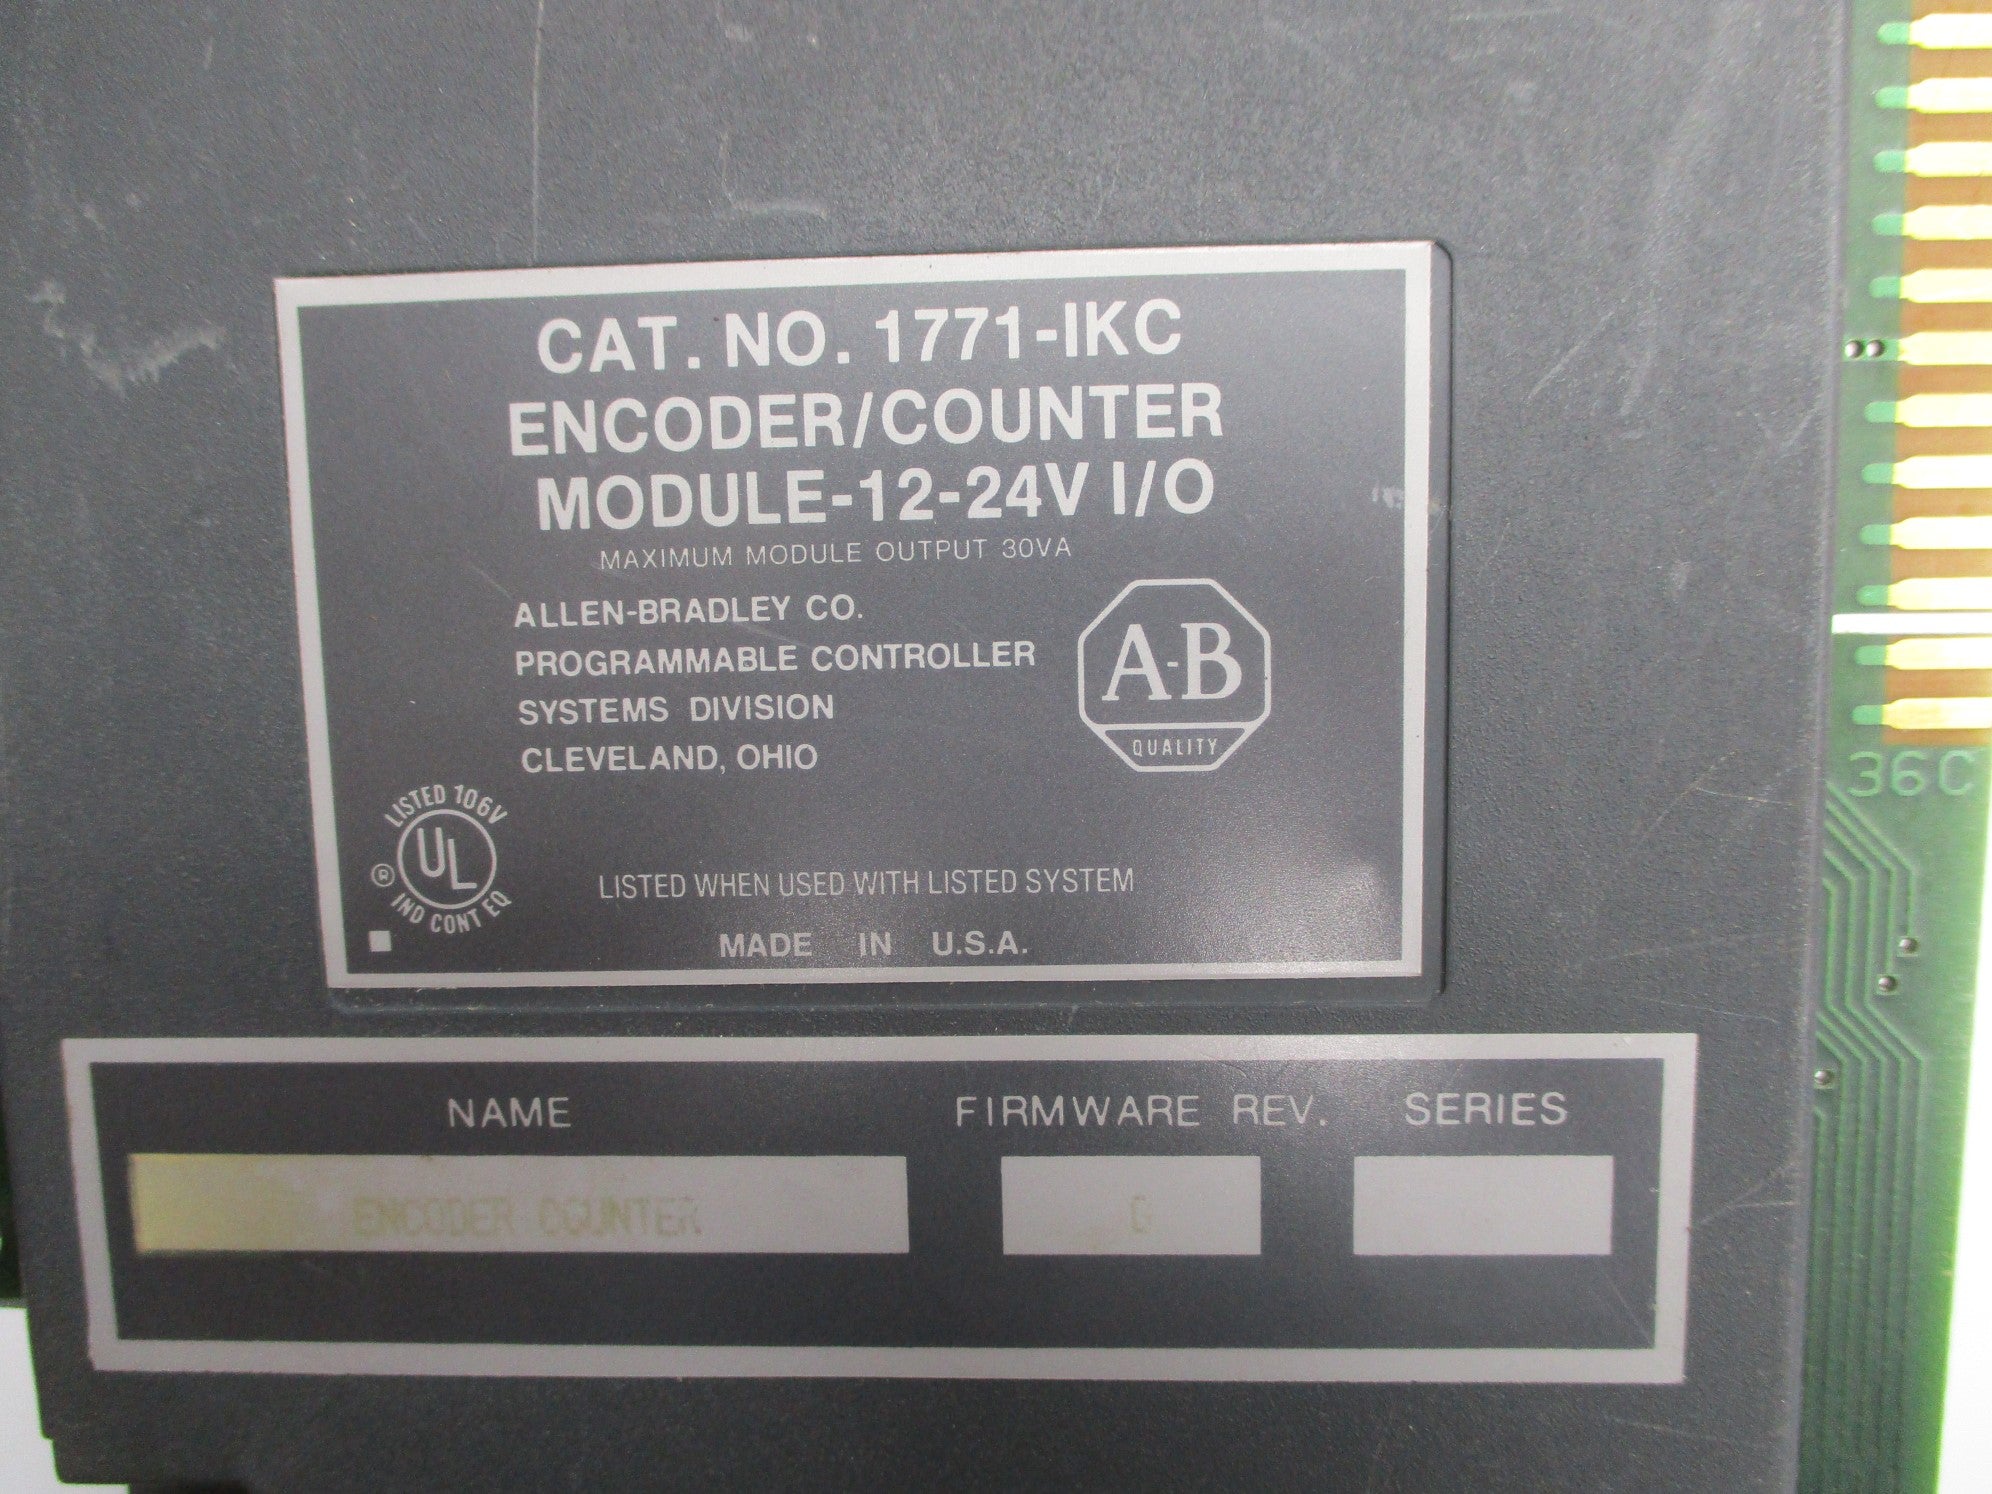 CAT. NO. 1771-IKC
ENCODER/COUNTER
MODULE-12-24V I/O
MAXIMUM MODULE OUTPUT 30VA
ALLEN-BRADLEY CO.
PROGRAMMABLE CONTROLLER
SYSTEMS DIVISION
CLEVELAND, OHIO
A-B
QUALITY
LISTED 106V
UL
®
IND CONT EQ
LISTED WHEN USED WITH LISTED SYSTEM
MADE IN U.S.A.
36C
NAME FIRMWARE REV. SERIES
ENCODER COUNTER